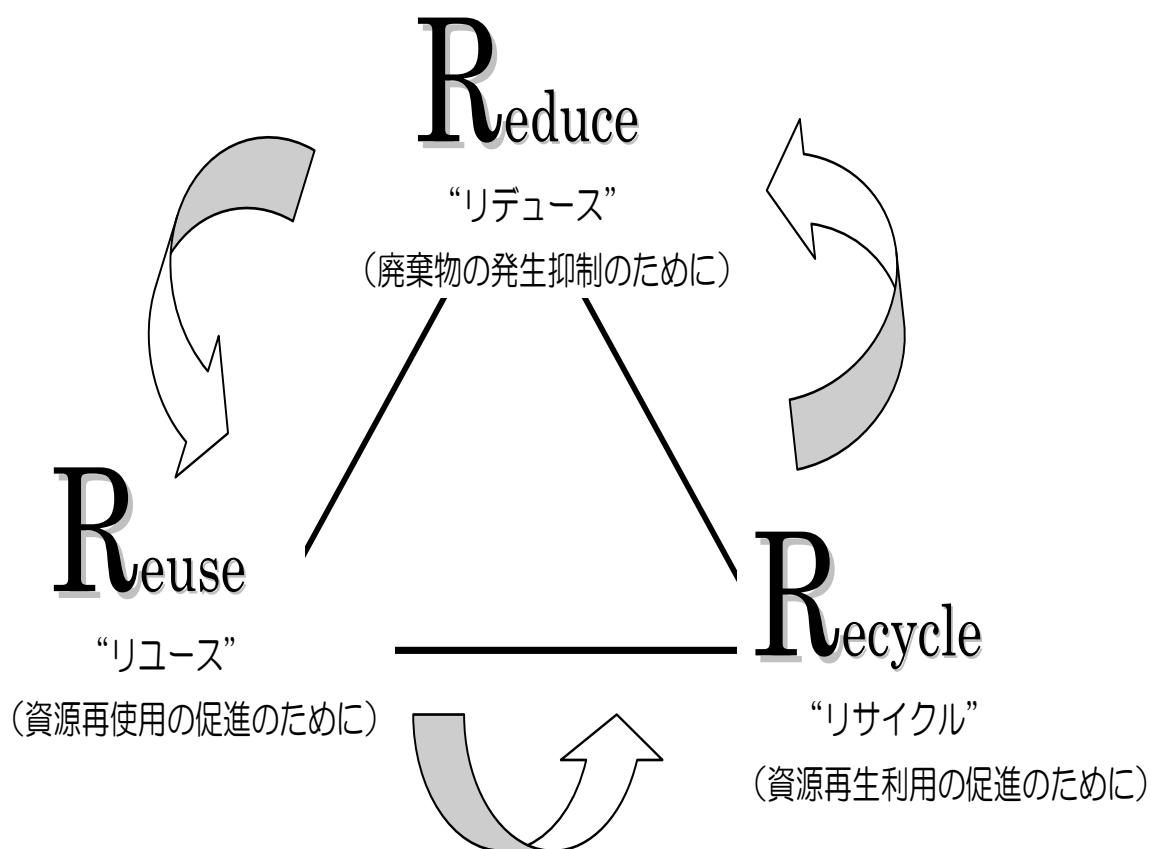 Reduce
“リデュース”
（廃棄物の発生抑制のために）
Reuse
“リユース”
（資源再使用の促進のために）
Recycle
“リサイクル”
（資源再生利用の促進のために）